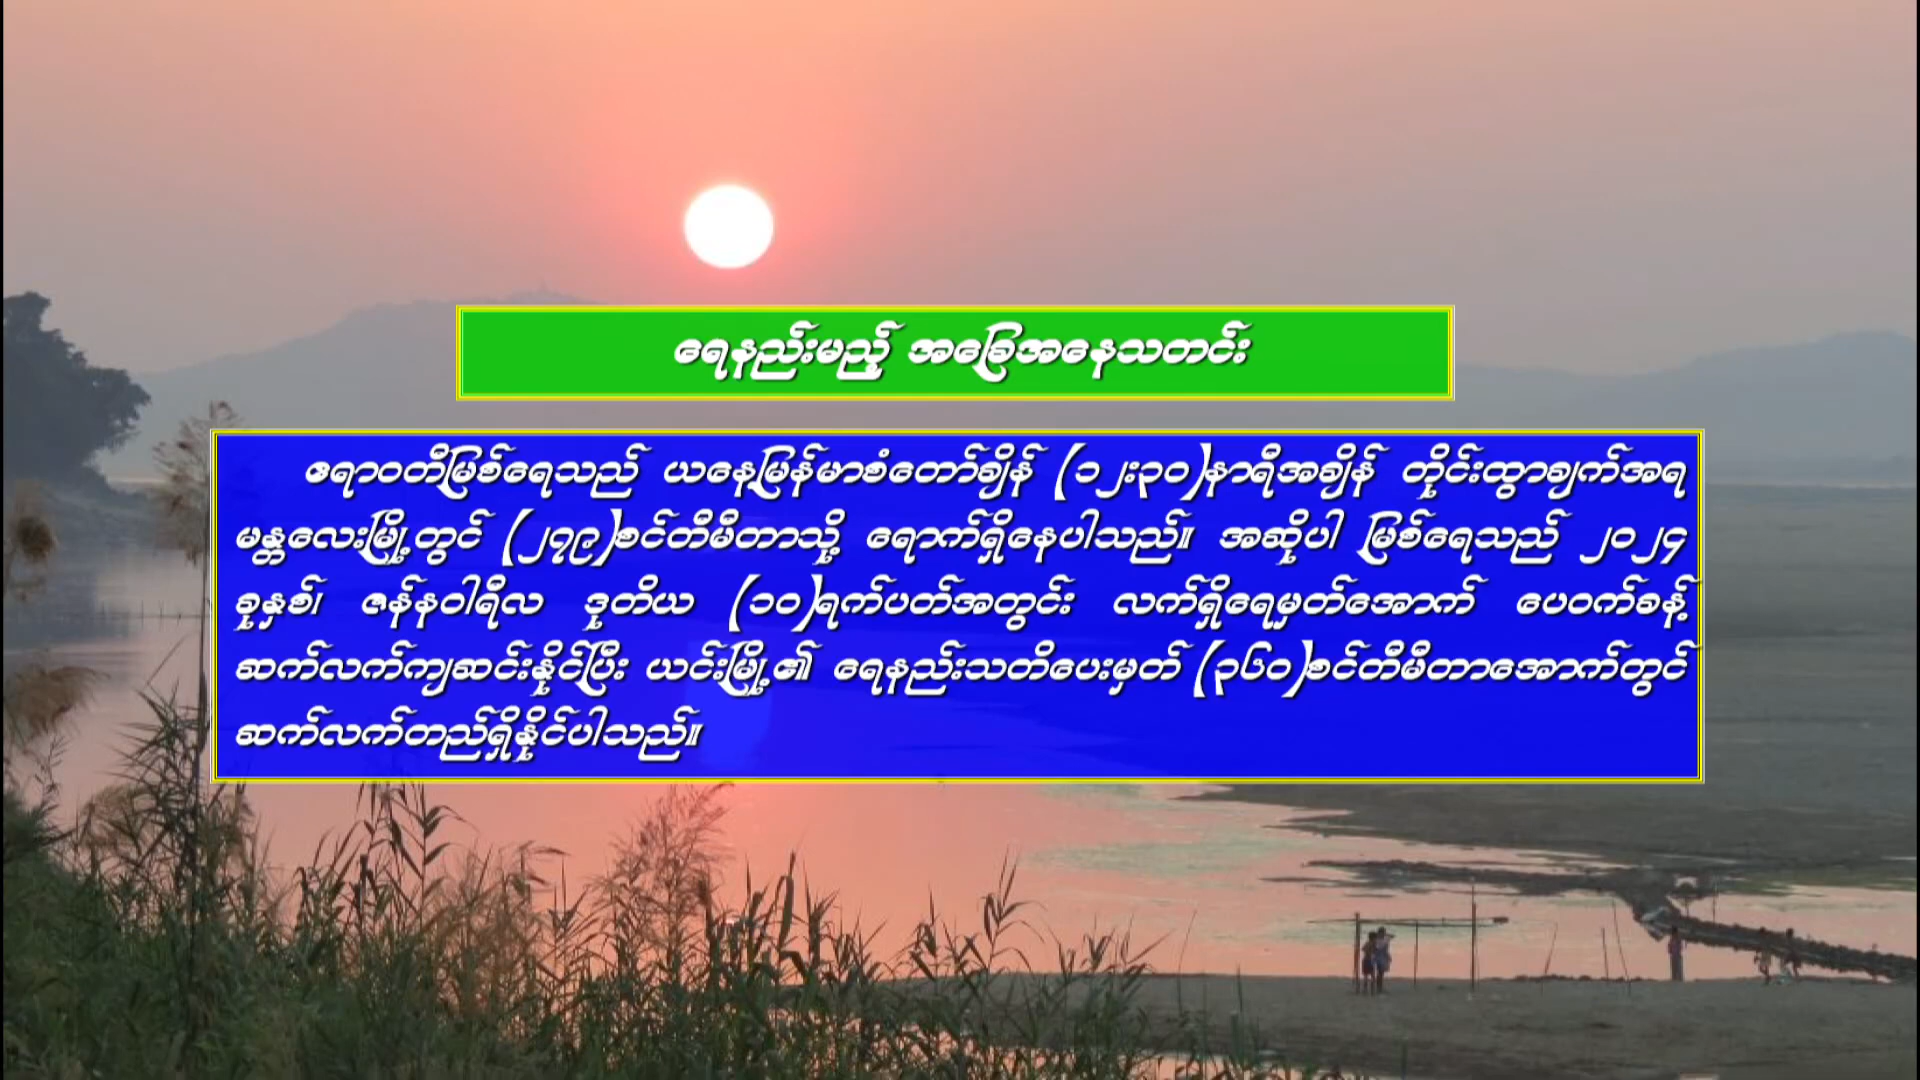 ရေနည်းမည့် အခြေအနေသတင်း
ဧရာဝတီမြစ်ရေသည် ယနေ့မြန်မာစံတော်ချိန် (၁၂း၃၀)နာရီအချိန် တိုင်းထွာချက်အရ
မန္တလေးမြို့တွင် (၂၇၉)စင်တီမီတာသို့ ရောက်ရှိနေပါသည်။ အဆိုပါ မြစ်ရေသည် ၂၀၂၄
ခုနှစ်၊ ဇန်နဝါရီလ ဒုတိယ (၁၀)ရက်ပတ်အတွင်း လက်ရှိရေမှတ်အောက် ပေဝက်ခန့်
ဆက်လက်ကျဆင်းနိုင်ပြီး ယင်းမြို့၏ ရေနည်းသတိပေးမှတ် (၃၆၀)စင်တီမီတာအောက်တွင်
ဆက်လက်တည်ရှိနိုင်ပါသည်။